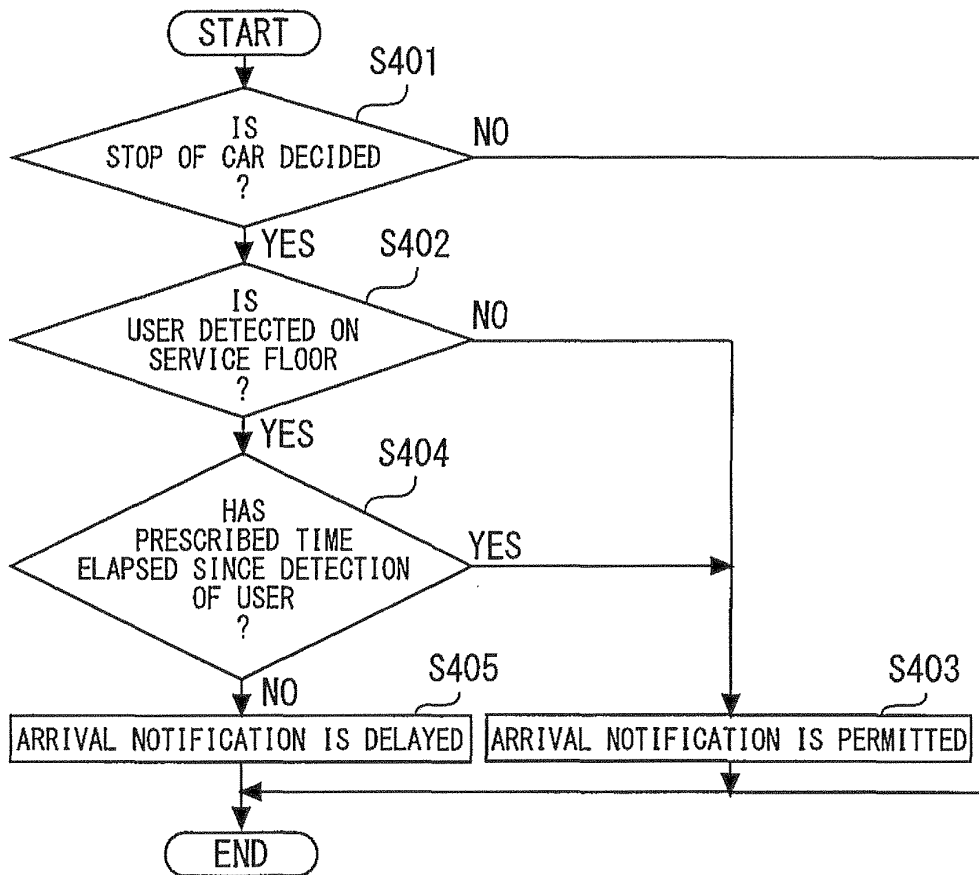 START
S401
IS
STOP OF CAR DECIDED
?
NO
YES
S402
IS
USER DETECTED ON
SERVICE FLOOR
?
NO
YES
S404
HAS
PRESCRIBED TIME
ELAPSED SINCE DETECTION
OF USER
?
YES
NO
S405
S403
ARRIVAL NOTIFICATION IS DELAYED
ARRIVAL NOTIFICATION IS PERMITTED
END